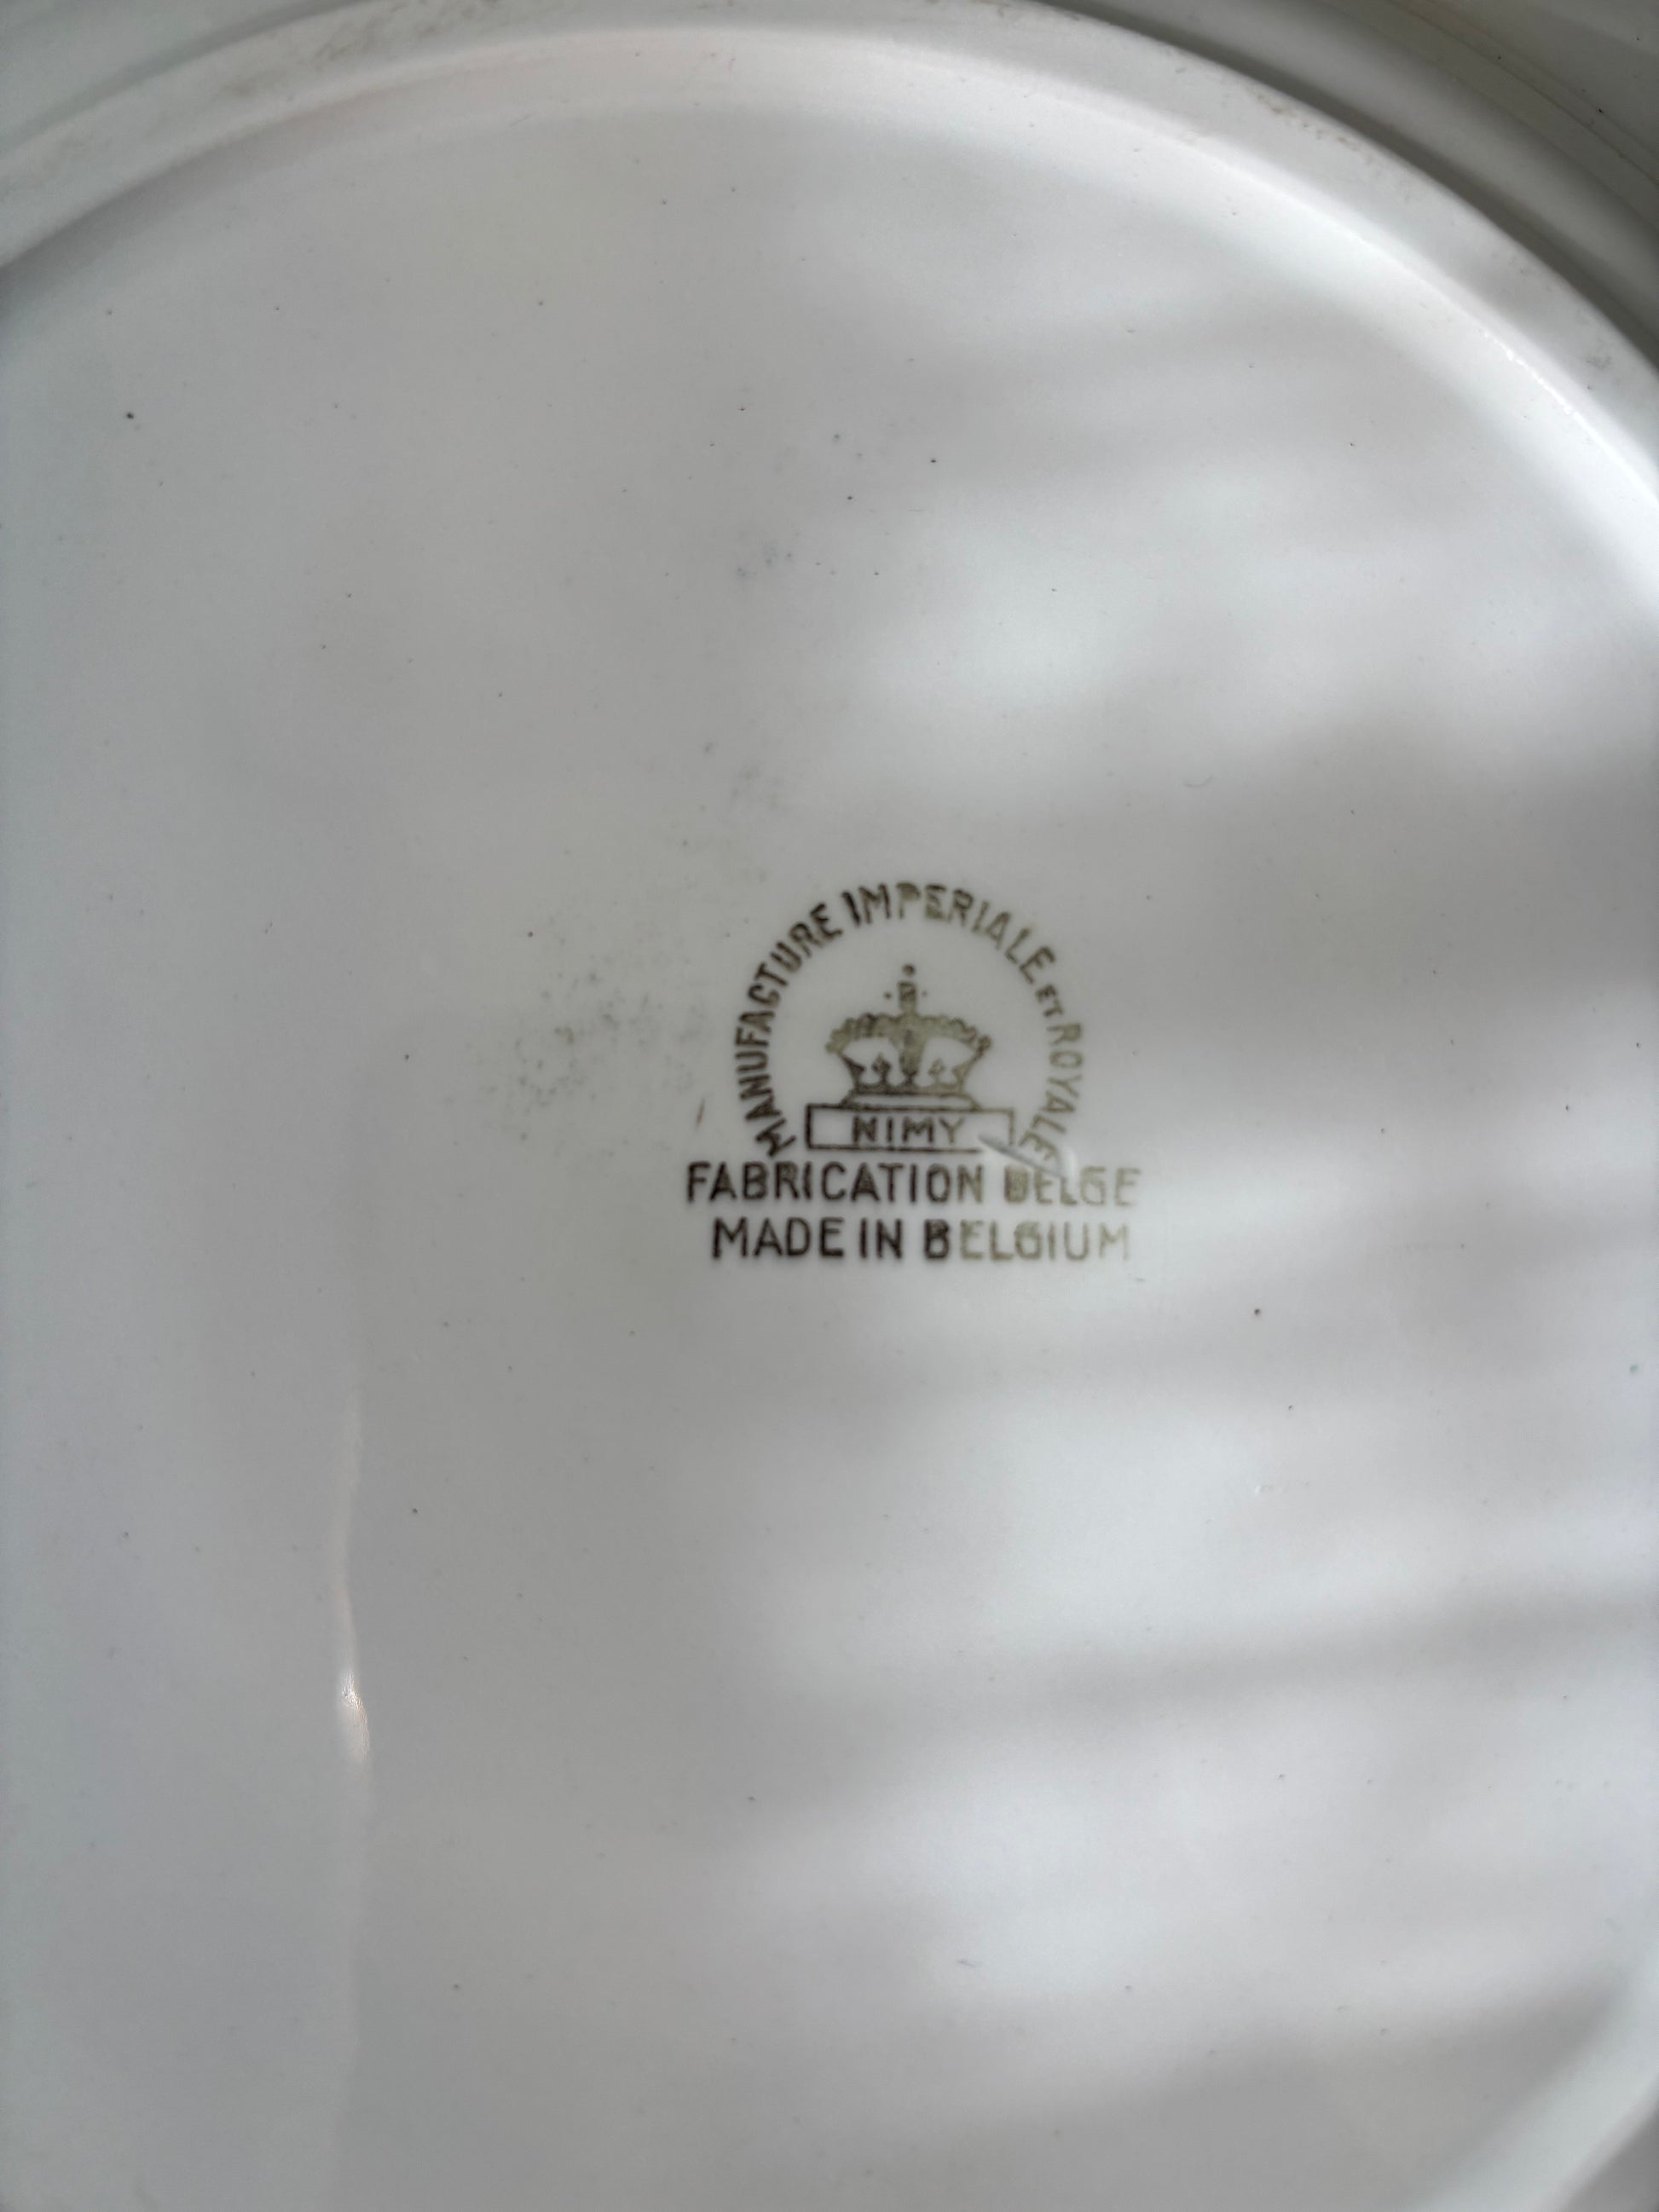 MANUFACTURE IMPERIALE ET ROYALE
NIMY
FABRICATION BELGE
MADE IN BELGIUM